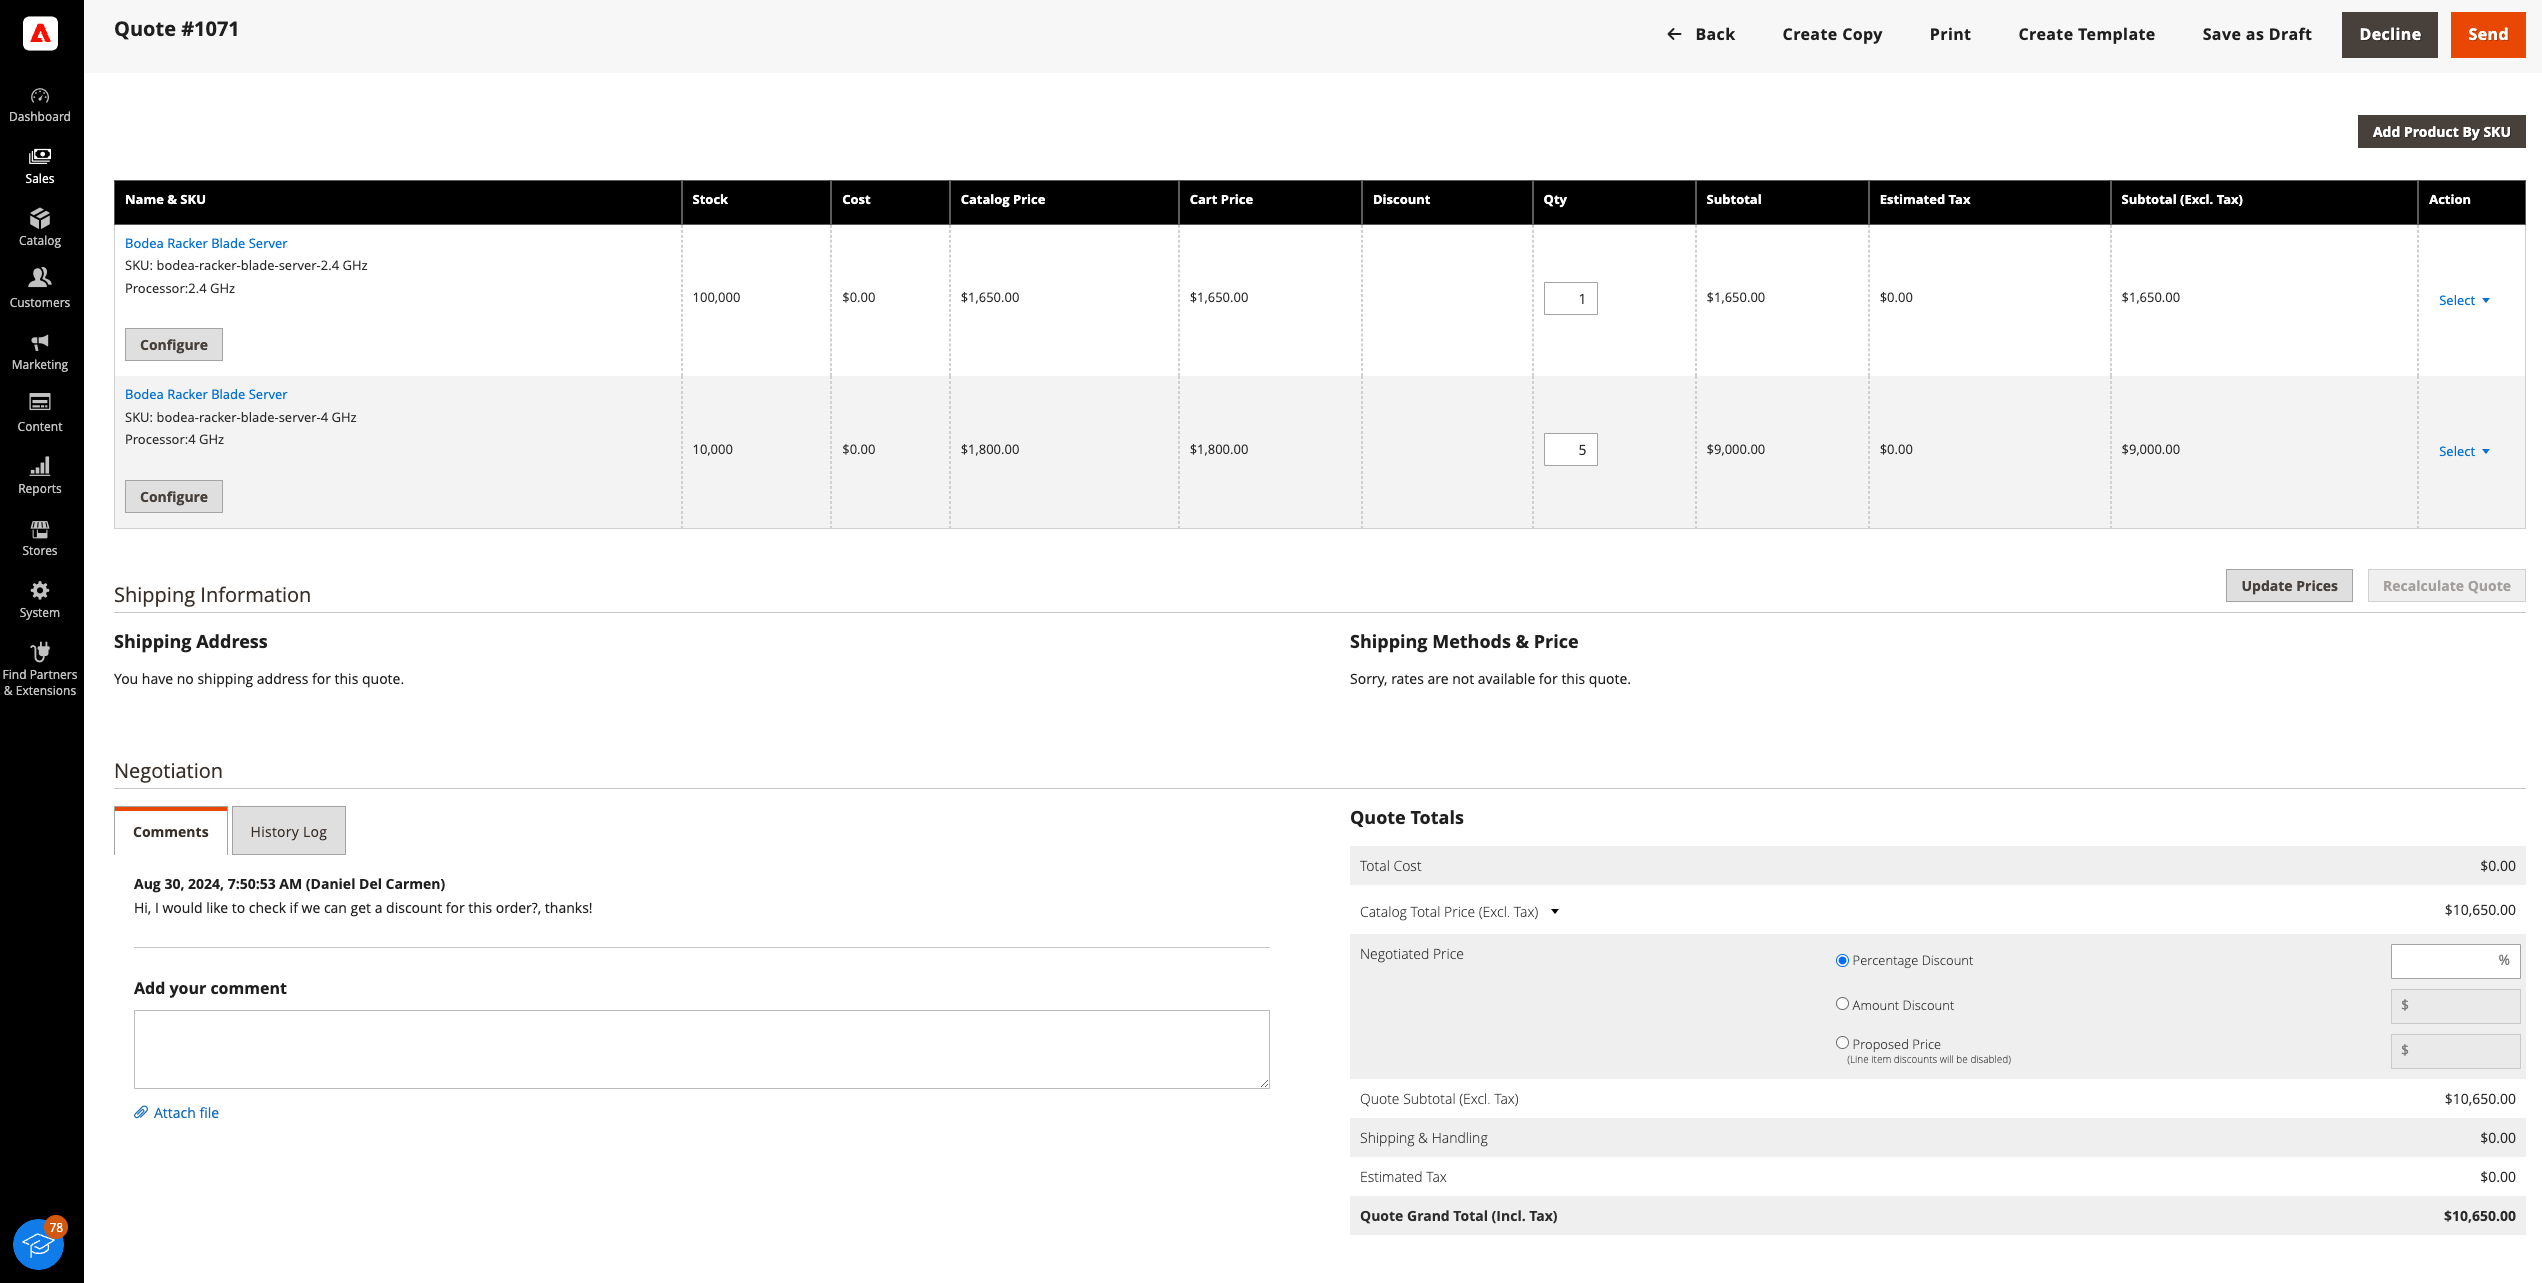 Quote #1071
Back
Create Copy
Print
Create Template
Save as Draft
Decline
Send
Dashboard
Sales
Catalog
Customers
Marketing
Content
Reports
Stores
System
Find Partners
& Extensions
78
Add Product By SKU
Name & SKU Stock Cost Catalog Price Cart Price Discount Qty Subtotal Estimated Tax Subtotal (Excl. Tax) Action
Bodea Racker Blade Server
SKU: bodea-racker-blade-server-2.4 GHz
Processor:2.4 GHz
100,000 $0.00 $1,650.00 $1,650.00 1 $1,650.00 $0.00 $1,650.00 Select
Configure
Bodea Racker Blade Server
SKU: bodea-racker-blade-server-4 GHz
Processor:4 GHz
10,000 $0.00 $1,800.00 $1,800.00 5 $9,000.00 $0.00 $9,000.00 Select
Configure
Shipping Information
Update Prices
Recalculate Quote
Shipping Address
You have no shipping address for this quote.
Shipping Methods & Price
Sorry, rates are not available for this quote.
Negotiation
Comments
History Log
Aug 30, 2024, 7:50:53 AM (Daniel Del Carmen)
Hi, I would like to check if we can get a discount for this order?, thanks!
Add your comment
Attach file
Quote Totals
Total Cost $0.00
Catalog Total Price (Excl. Tax) $10,650.00
Negotiated Price
Percentage Discount %
Amount Discount $
Proposed Price $
(Line item discounts will be disabled)
Quote Subtotal (Excl. Tax) $10,650.00
Shipping & Handling $0.00
Estimated Tax $0.00
Quote Grand Total (Incl. Tax) $10,650.00